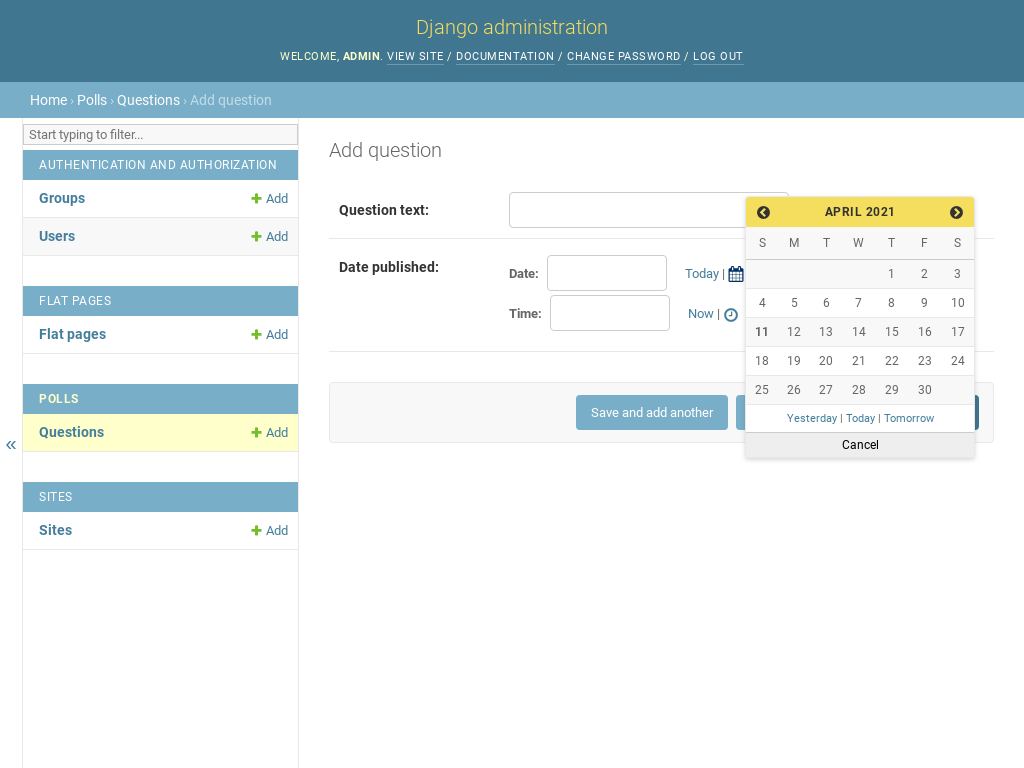 Django administration
WELCOME, ADMIN. VIEW SITE / DOCUMENTATION / CHANGE PASSWORD / LOG OUT
Home › Polls › Questions › Add question
Start typing to filter...
AUTHENTICATION AND AUTHORIZATION
Groups Add
Users Add
FLAT PAGES
Flat pages Add
POLLS
Questions Add
SITES
Sites Add
«
Add question
Question text:
Date published:
Date: Today |
Time: Now |
Save and add another
APRIL 2021
S M T W T F S
1 2 3
4 5 6 7 8 9 10
11 12 13 14 15 16 17
18 19 20 21 22 23 24
25 26 27 28 29 30
Yesterday | Today | Tomorrow
Cancel